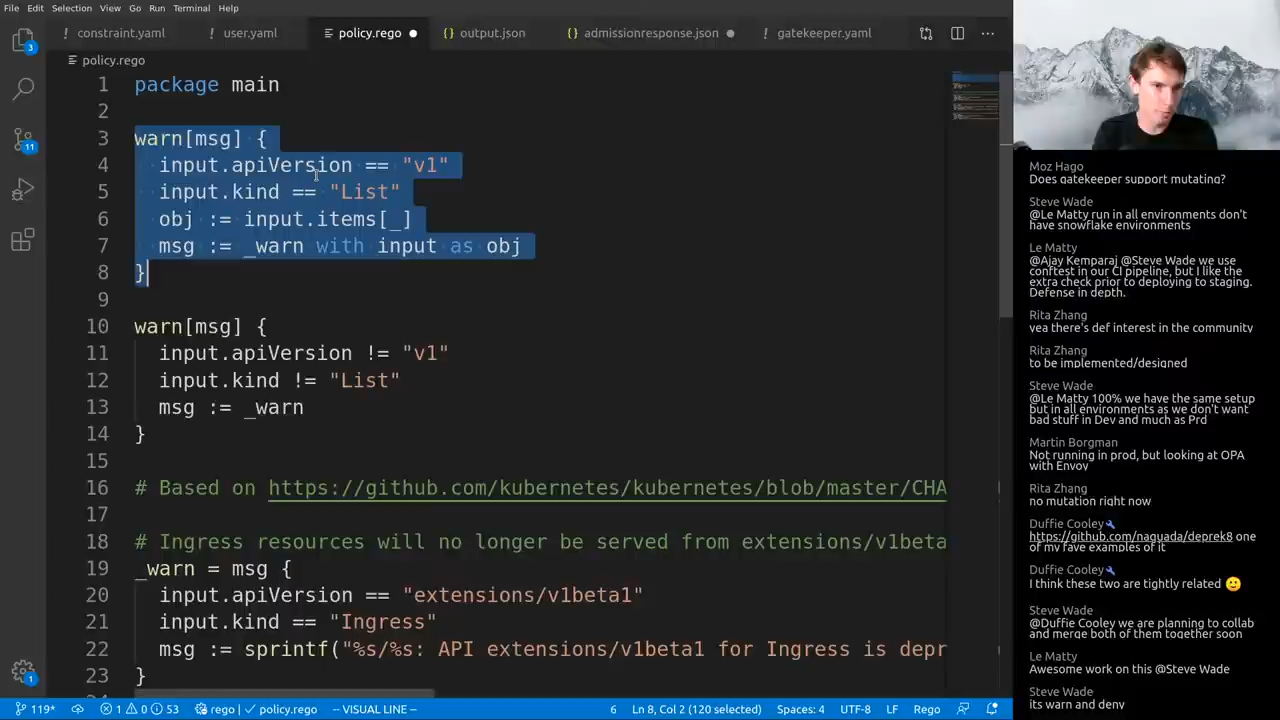 File Edit Selection View Go Debug Terminal Help
constraint.yaml user.yaml policy.rego output.json admissionresponse.json gatekeeper.yaml
policy.rego
1 package main
2
3 warn[msg] {
4 input.apiVersion == "v1"
5 input.kind == "List"
6 obj := input.items[_]
7 msg := _warn with input as obj
8 }
9
10 warn[msg] {
11 input.apiVersion != "v1"
12 input.kind != "List"
13 msg := _warn
14 }
15
16 # Based on https://github.com/kubernetes/kubernetes/blob/master/CHA
17
18 # Ingress resources will no longer be served from extensions/v1beta
19 _warn = msg {
20 input.apiVersion == "extensions/v1beta1"
21 input.kind == "Ingress"
22 msg := sprintf("%s/%s: API extensions/v1beta1 for Ingress is depr
23 }
3
11
1
119* 1 0 53 rego | policy.rego -- VISUAL LINE -- 6 Ln 8, Col 2 (120 selected) Spaces: 4 UTF-8 LF Rego
Moz Hago
Does gatekeeper support mutating?
Steve Wade
@Le Matty run in all environments don't
have snowflake environments
Le Matty
@Ajay Kemparaj @Steve Wade we use
conftest in our CI pipeline, but I like the
extra check prior to deploying to staging.
Defense in depth.
Rita Zhang
yea there's def interest in the community
Rita Zhang
to be implemented/designed
Steve Wade
@Le Matty 100% we have the same setup
but in all environments as we don't want
bad stuff in Dev and much as Prd
Martin Borgman
Not running in prod, but looking at OPA
with Envoy
Rita Zhang
no mutation right now
Duffie Cooley
https://github.com/naquada/deprek8 one
of my fave examples of it
Duffie Cooley
I think these two are tightly related 🙂
Steve Wade
@Duffie Cooley we are planning to collab
and merge both of them together soon
Le Matty
Awesome work on this @Steve Wade
Steve Wade
its warn and deny